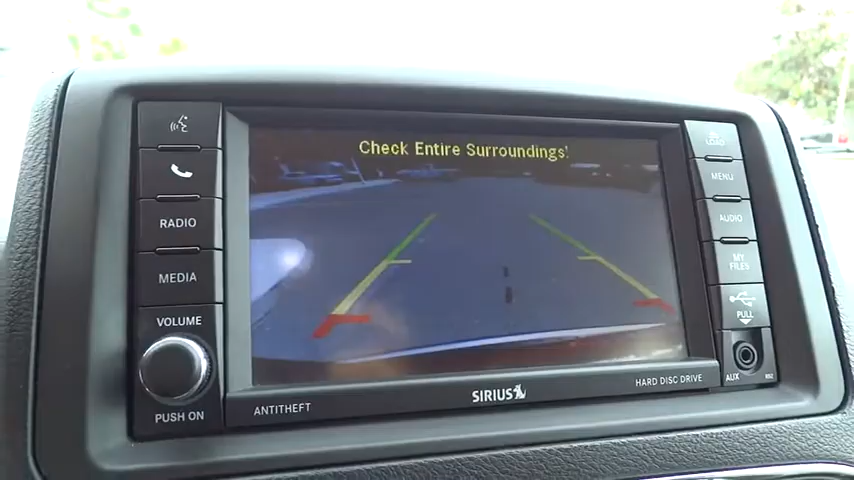 Check Entire Surroundings!
RADIO
MEDIA
VOLUME
PUSH ON
LOAD
MENU
AUDIO
MY
FILES
PULL
AUX
ANTITHEFT
SIRIUS
HARD DISC DRIVE